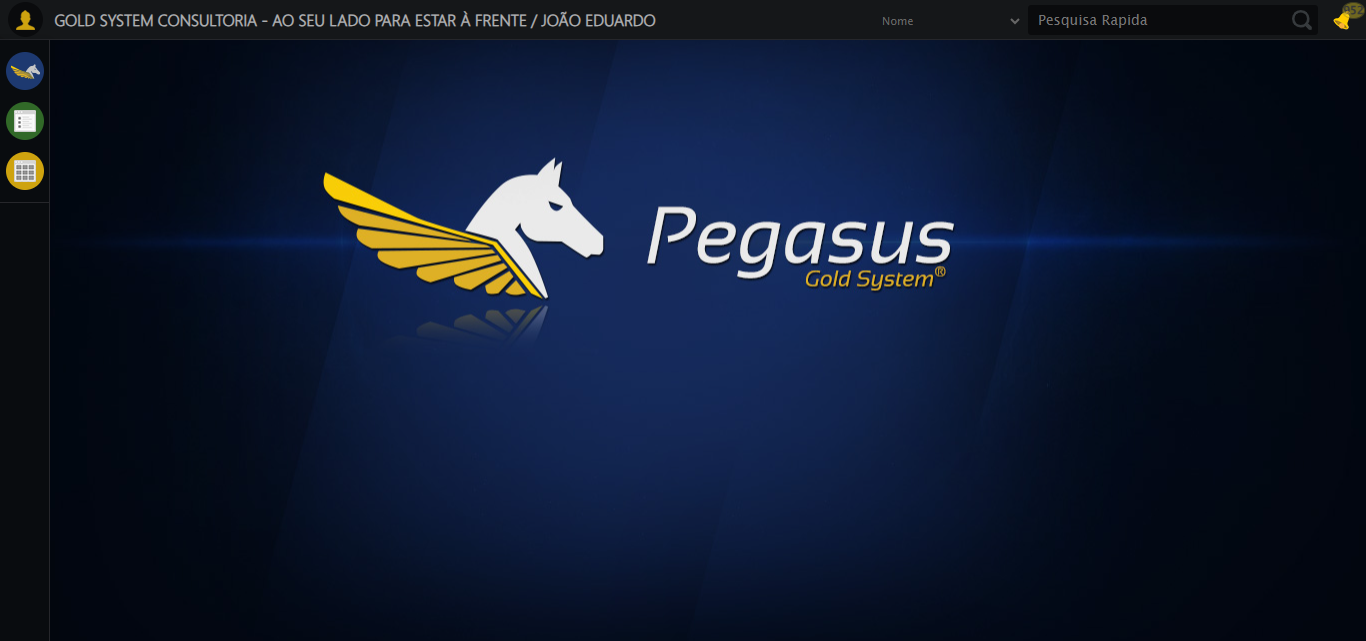 GOLD SYSTEM CONSULTORIA - AO SEU LADO PARA ESTAR À FRENTE / JOÃO EDUARDO
Nome
Pesquisa Rapida
Pegasus
Gold System®